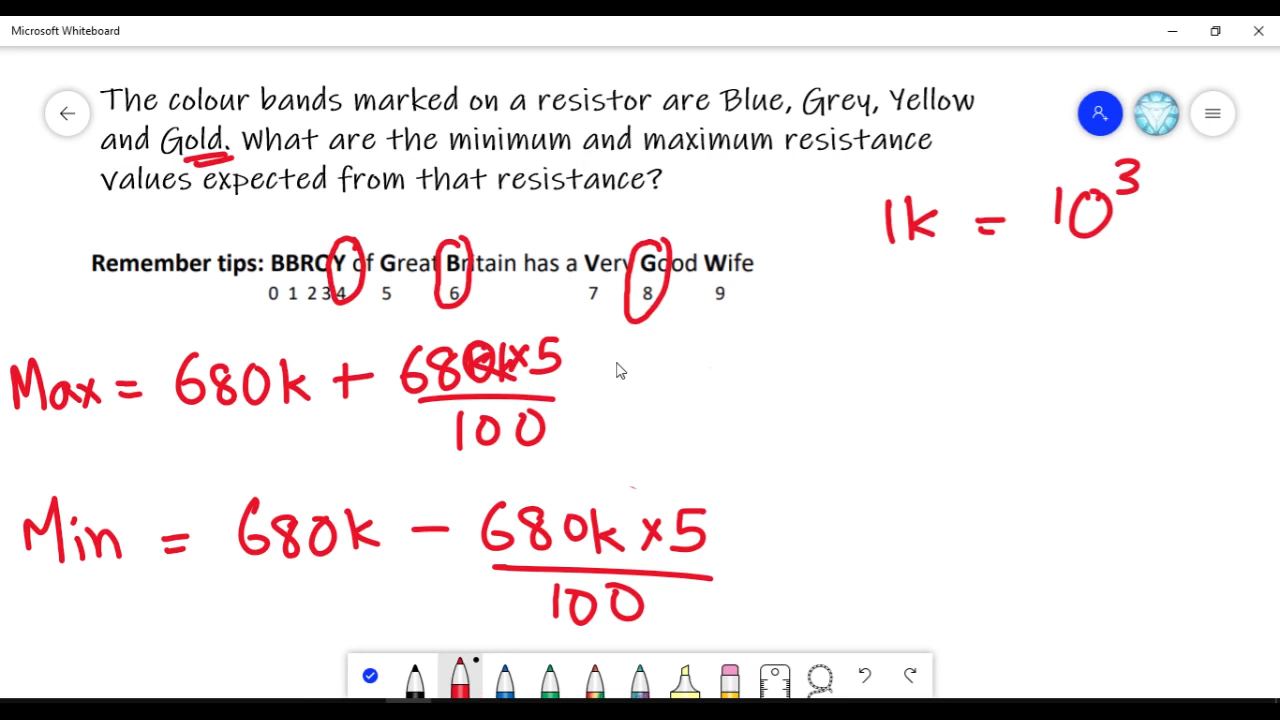 Microsoft Whiteboard
The colour bands marked on a resistor are Blue, Grey, Yellow
and Gold. What are the minimum and maximum resistance
values expected from that resistance?
1k = 10³
Remember tips: BBROY of Great Britain has a Very Good Wife
0 1 2 3 4 5 6 7 8 9
Max = 680k + 680k×5
100
Min = 680k - 680k×5
100